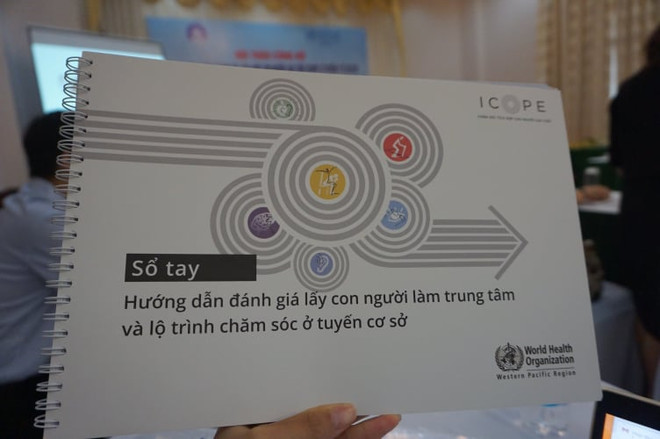 ICOPE
Sổ tay
Hướng dẫn đánh giá lấy con người làm trung tâm
và lộ trình chăm sóc ở tuyến cơ sở
World Health
Organization
Western Pacific Region